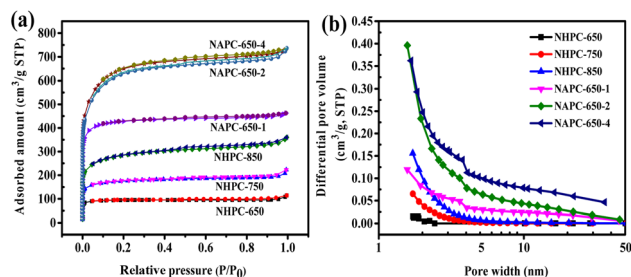 (a)
800
700
600
500
400
300
200
100
0
0.0
0.2
0.4
0.6
0.8
1.0
Adsorbed amount (cm³/g STP)
Relative pressure (P/P₀)
NAPC-650-4
NAPC-650-2
NAPC-650-1
NHPC-850
NHPC-750
NHPC-650
(b)
0.45
0.40
0.35
0.30
0.25
0.20
0.15
0.10
0.05
0.00
1
5
10
50
Differential pore volume
(cm³/g, STP)
Pore width (nm)
NHPC-650
NHPC-750
NHPC-850
NAPC-650-1
NAPC-650-2
NAPC-650-4